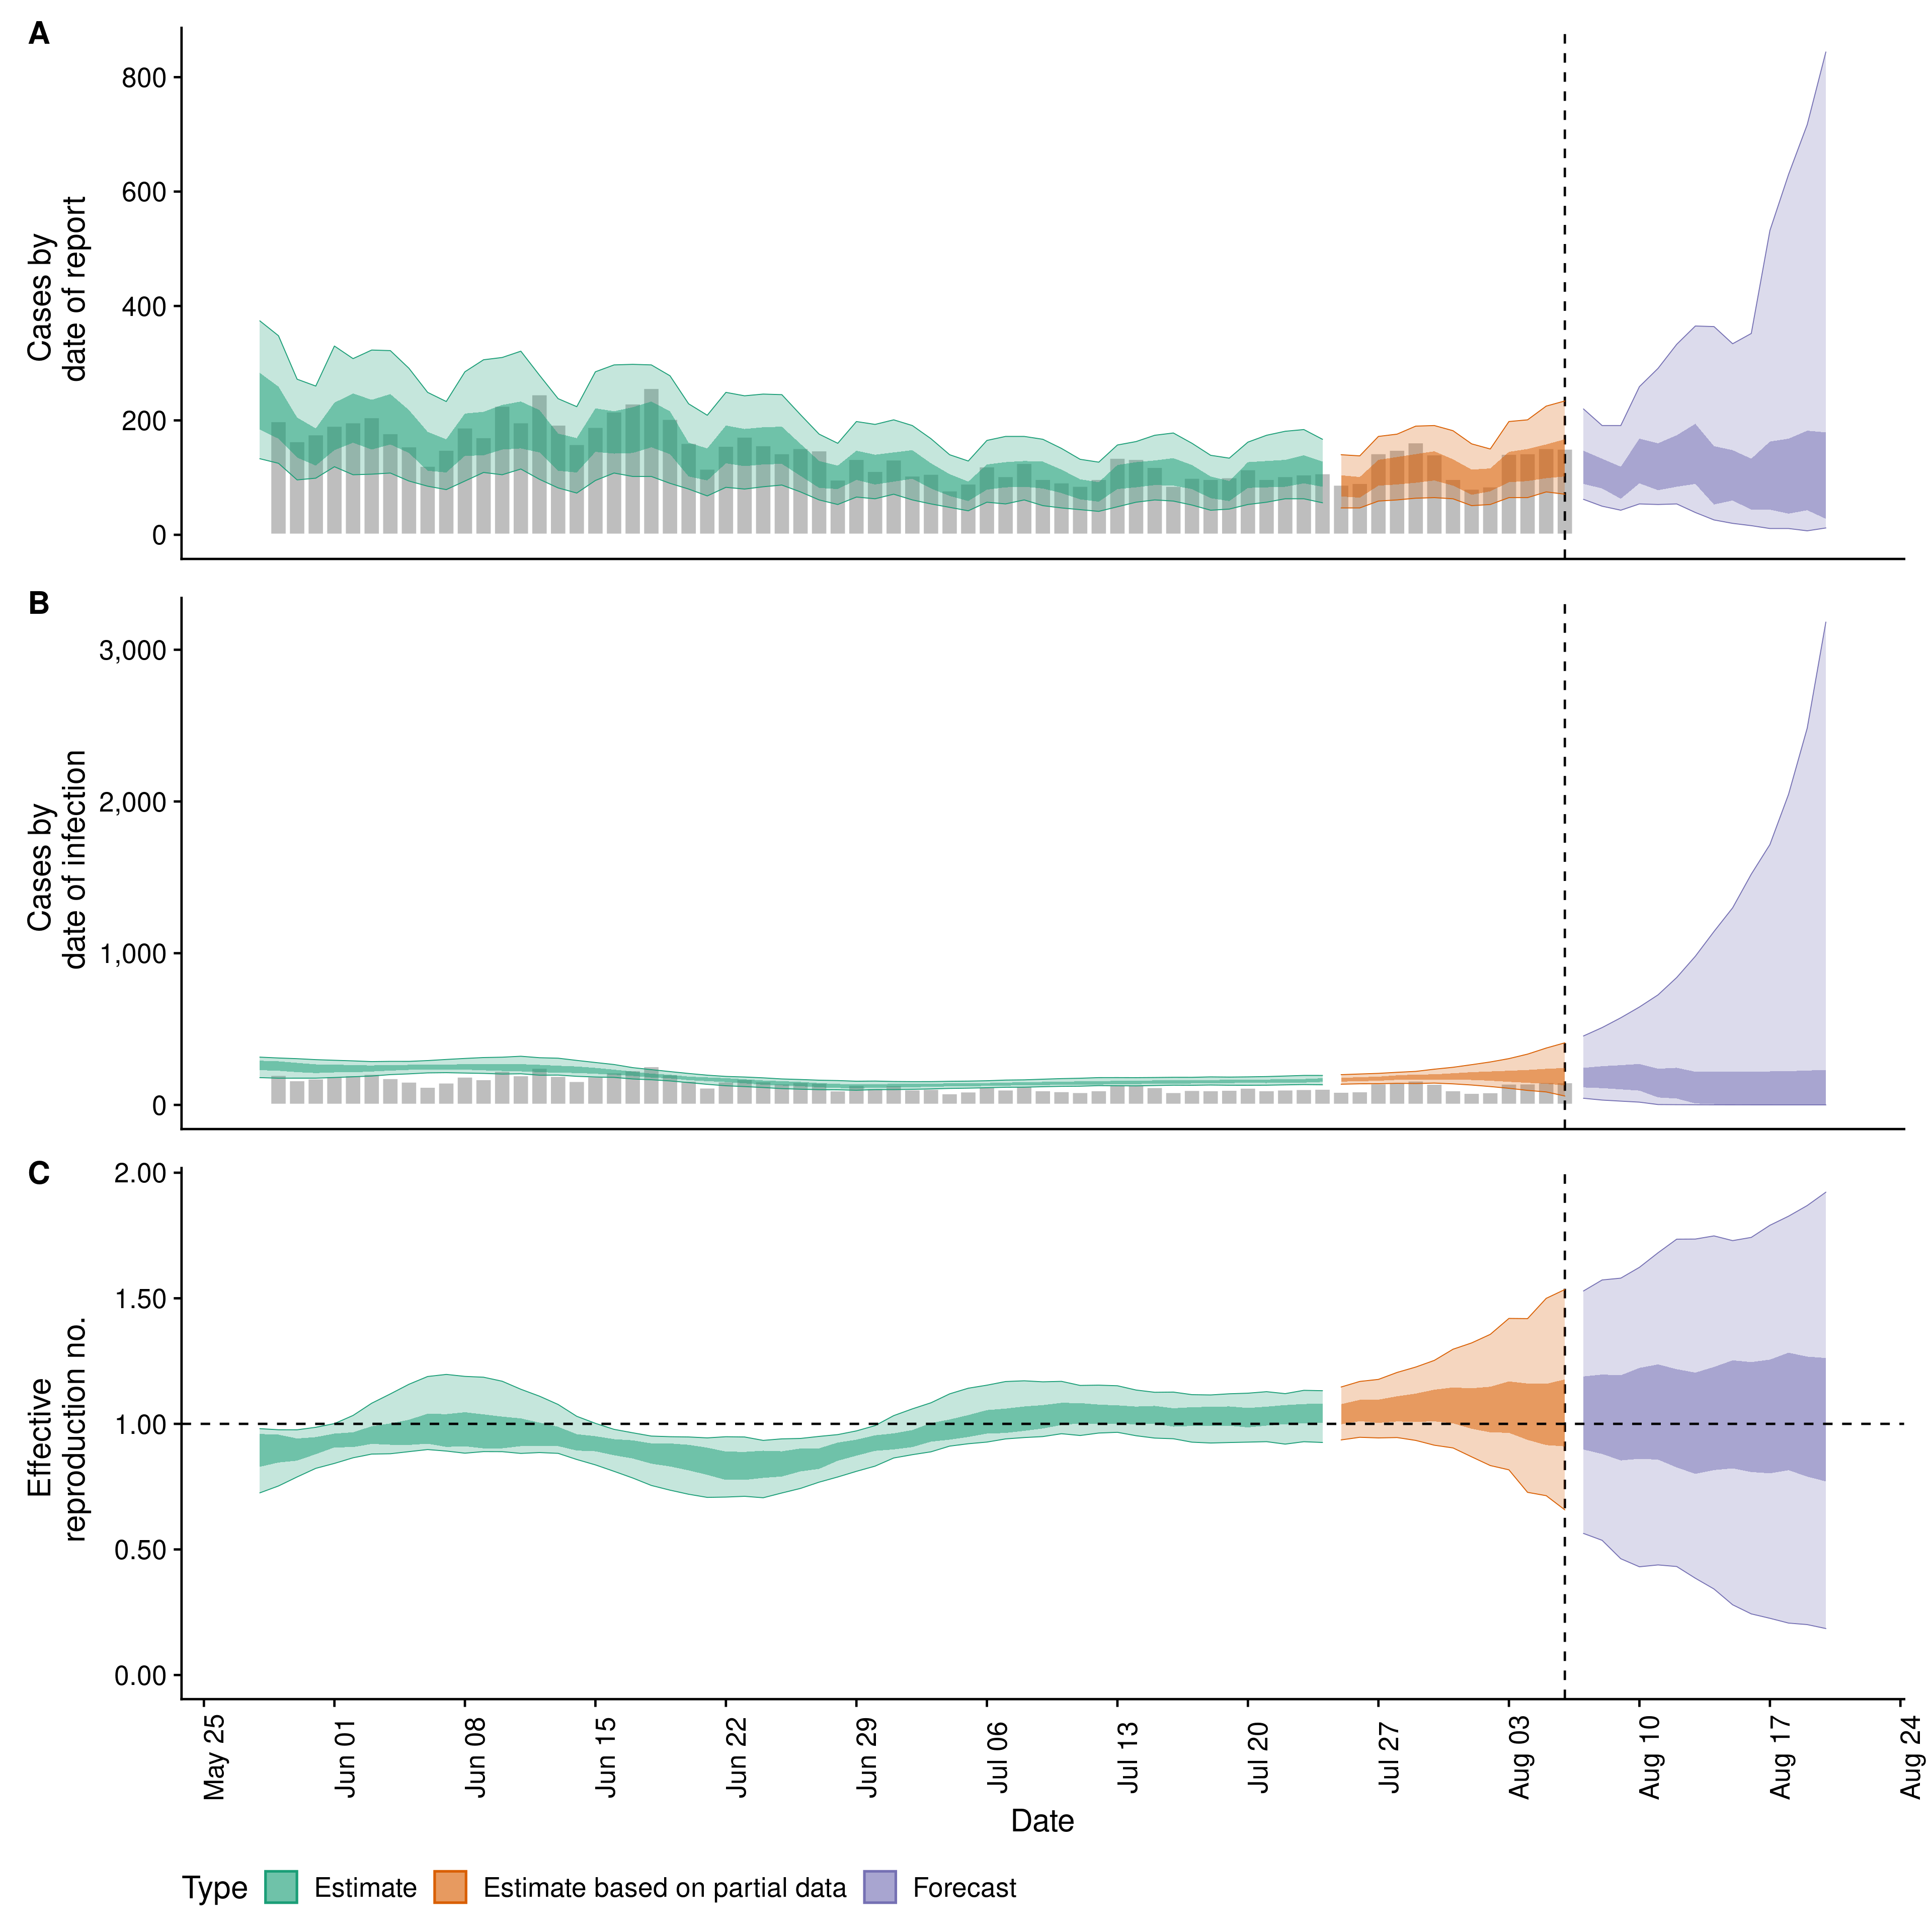 A
800
600
400
200
0
Cases by
date of report
B
3,000
2,000
1,000
0
Cases by
date of infection
C
2.00
1.50
1.00
0.50
0.00
Effective
reproduction no.
May 25
Jun 01
Jun 08
Jun 15
Jun 22
Jun 29
Jul 06
Jul 13
Jul 20
Jul 27
Aug 03
Aug 10
Aug 17
Aug 24
Date
Type Estimate Estimate based on partial data Forecast